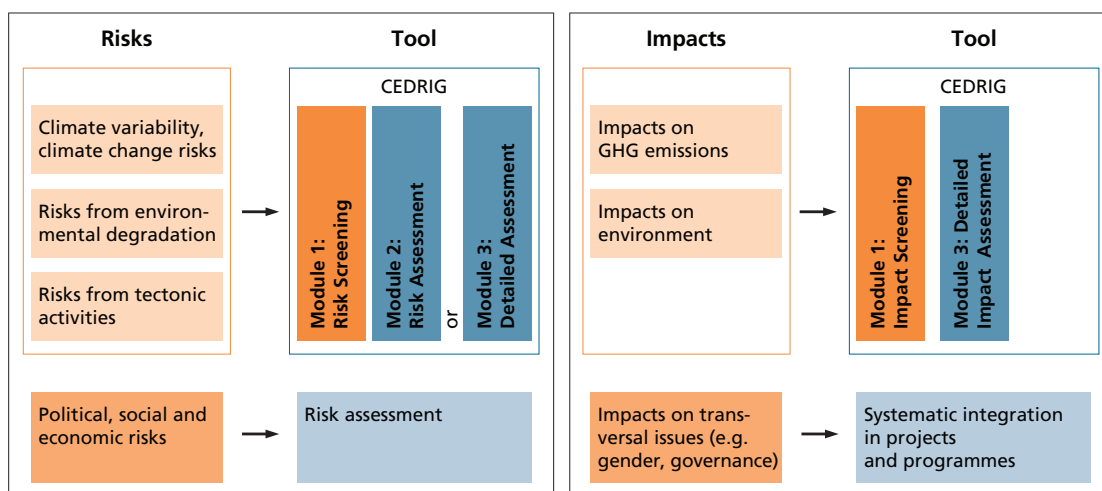 Risks
Tool
Climate variability,
climate change risks
Risks from environ-
mental degradation
Risks from tectonic
activities
CEDRIG
Module 1:
Risk Screening
Module 2:
Risk Assessment
or
Module 3:
Detailed Assessment
Political, social and
economic risks
Risk assessment
Impacts
Tool
Impacts on
GHG emissions
Impacts on
environment
CEDRIG
Module 1:
Impact Screening
Module 3: Detailed
Impact Assessment
Impacts on trans-
versal issues (e.g.
gender, governance)
Systematic integration
in projects
and programmes